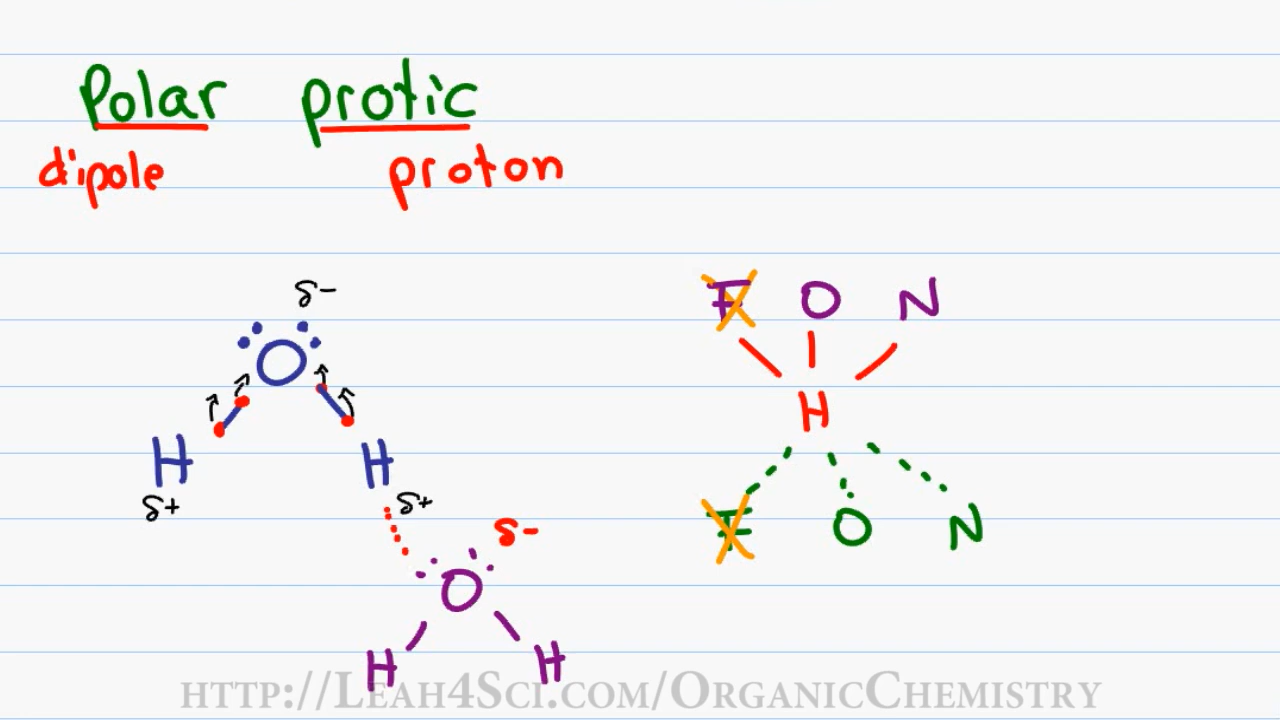 Polar protic
dipole proton
δ-
F O N
O
H
H H
δ+ δ+
δ-
F O N
O
H H
HTTP://LEAH4SCI.COM/ORGANICCHEMISTRY